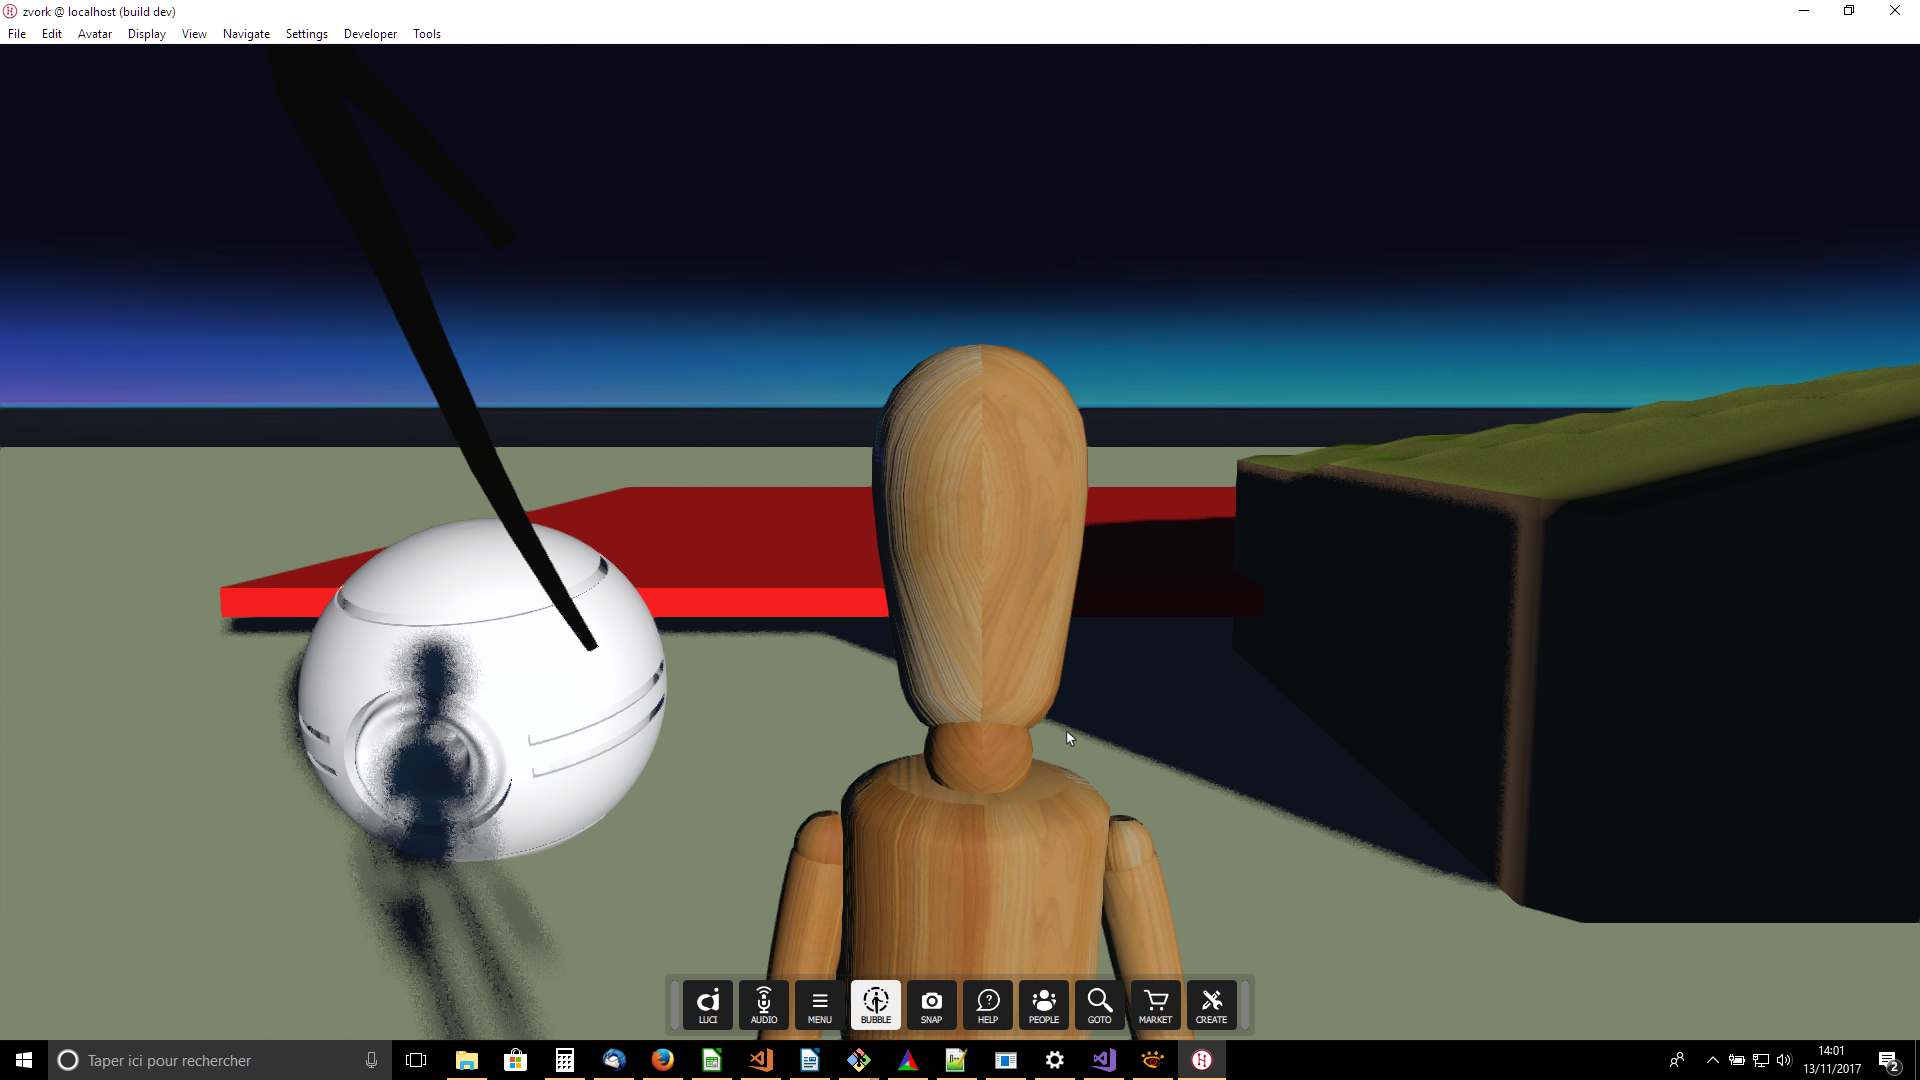 zvork @ localhost (build dev)
File Edit Avatar Display View Navigate Settings Developer Tools
LUCI AUDIO MENU BUBBLE SNAP HELP PEOPLE GOTO MARKET CREATE
Taper ici pour rechercher
14:01
13/11/2017
2